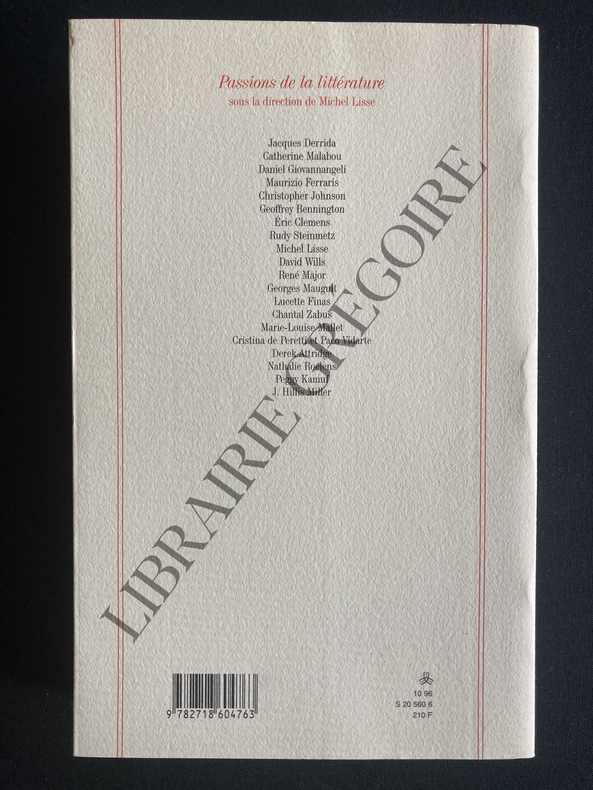 Passions de la littérature
sous la direction de Michel Lisse
Jacques Derrida
Catherine Malabou
Daniel Giovannangeli
Maurizio Ferraris
Christopher Johnson
Geoffrey Bennington
Éric Clemens
Rudy Steinmetz
Michel Lisse
David Wills
René Major
Georges Maugult
Lucette Finas
Chantal Zabus
Marie-Louise Mallet
Cristina de Peretti et Paco Vidarte
Derek Attridge
Nathalie Roelens
Peggy Kamuf
J. Hillis Miller
LIBRAIRIE GRÉGOIRE
9 782718 604763
10 96
S 20 560 6
210 F